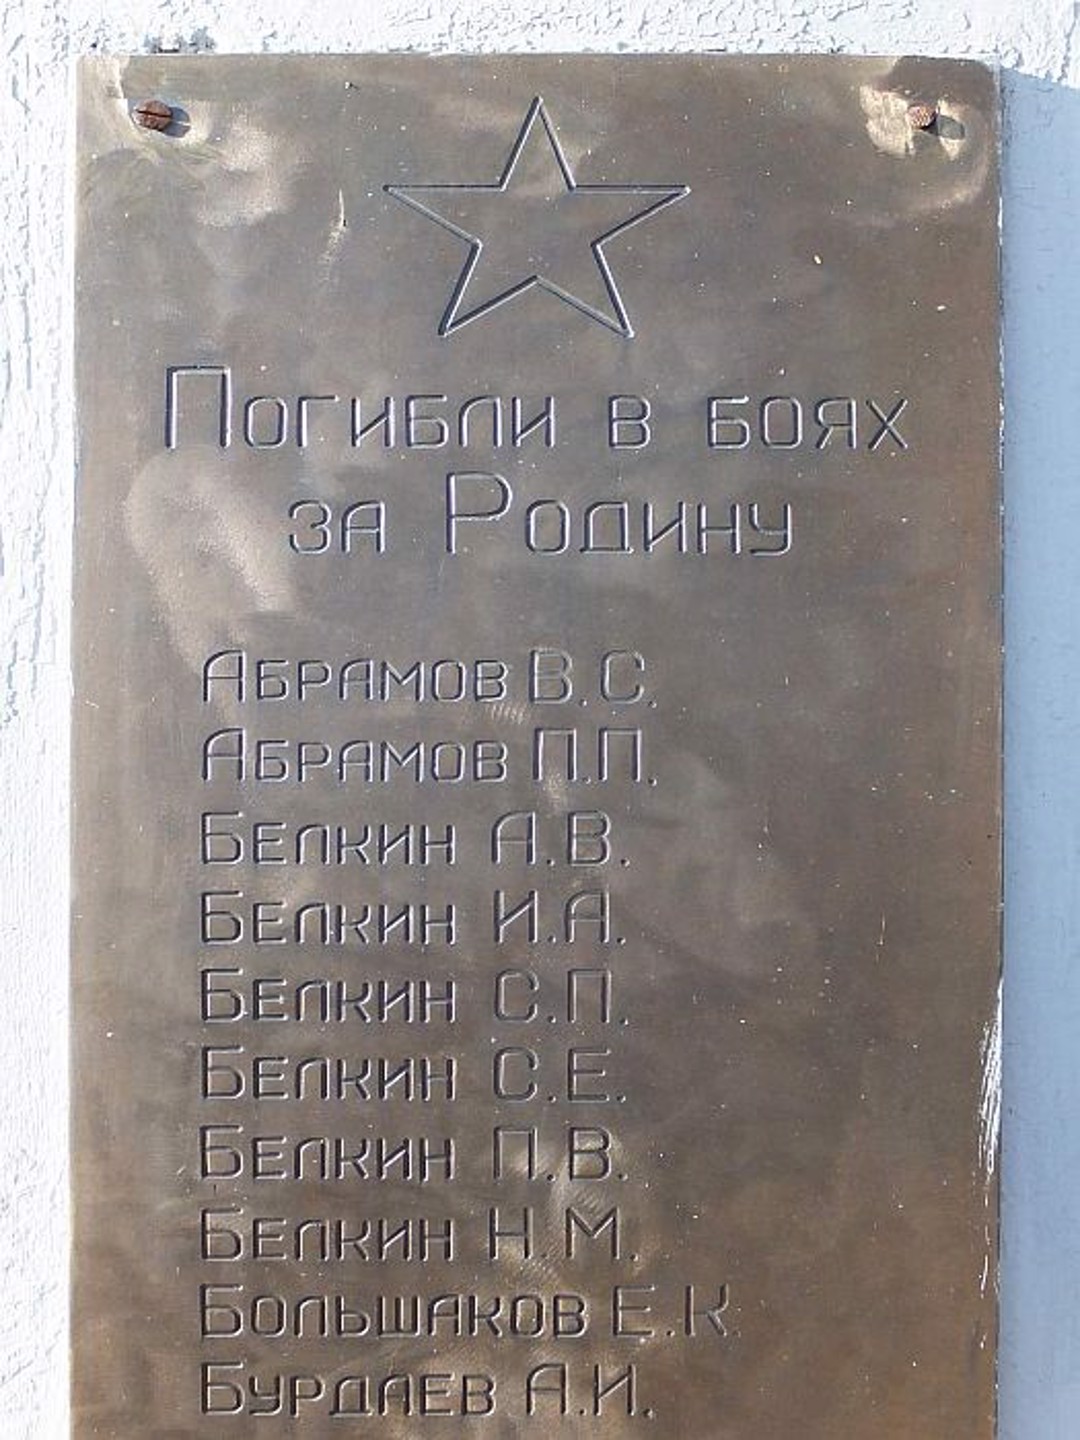 Погибли в боях
за Родину
Абрамов В.С.
Абрамов П.П.
Белкин А.В.
Белкин И.А.
Белкин С.П.
Белкин С.Е.
Белкин П.В.
Белкин Н.М.
Большаков Е.К.
Бурдаев А.И.